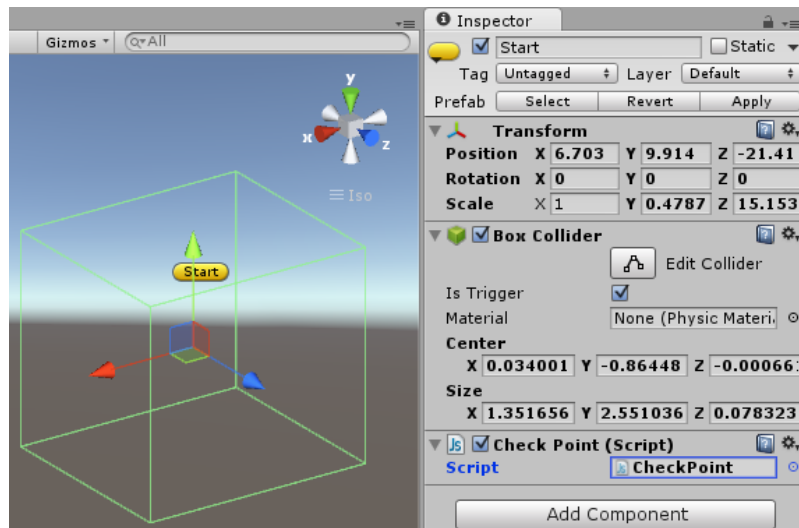 Gizmos All
y
x
z
Iso
Start
Inspector
Start Static
Tag Untagged Layer Default
Prefab Select Revert Apply
Transform
Position X 6.703 Y 9.914 Z -21.41
Rotation X 0 Y 0 Z 0
Scale X 1 Y 0.4787 Z 15.153
Box Collider
Edit Collider
Is Trigger
Material None (Physic Materi
Center
X 0.034001 Y -0.86448 Z -0.000661
Size
X 1.351656 Y 2.551036 Z 0.078323
Js Check Point (Script)
Script CheckPoint
Add Component